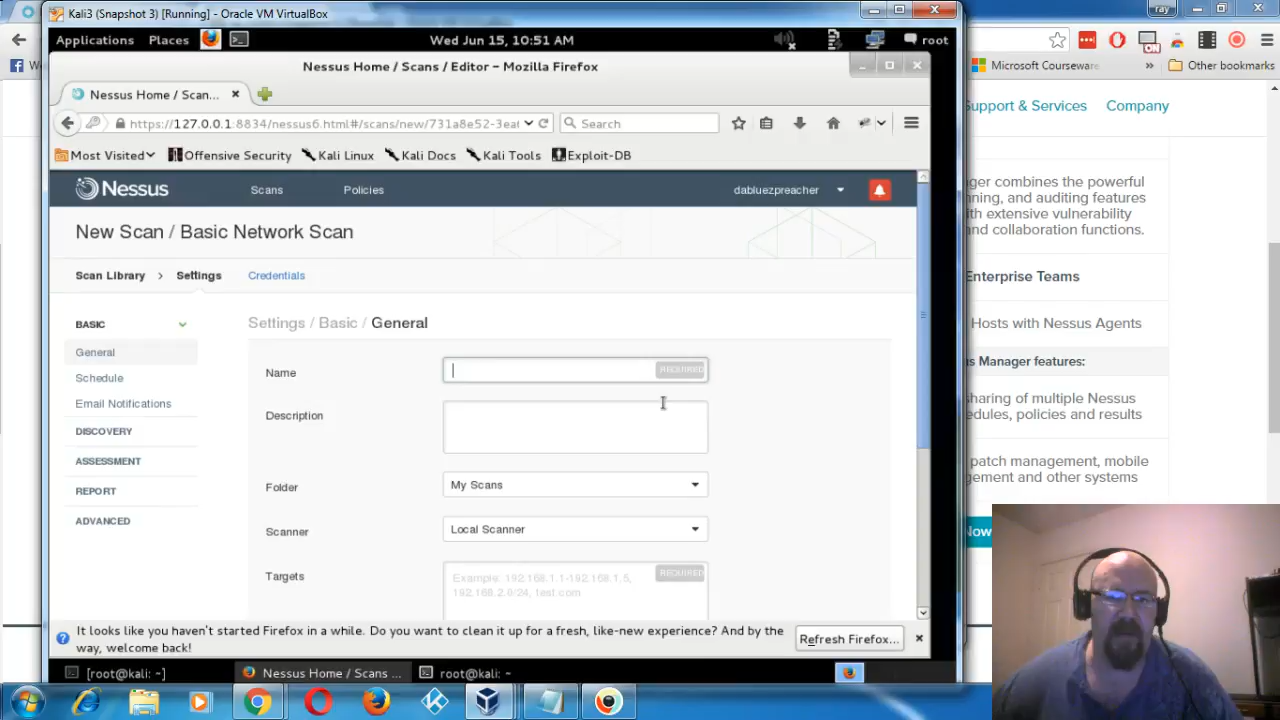 Kali3 (Snapshot 3) [Running] - Oracle VM VirtualBox
ray
Applications Places Wed Jun 15, 10:51 AM root
Nessus Home / Scans / Editor – Mozilla Firefox
Nessus Home / Scan...
https://127.0.0.1:8834/nessus6.html#/scans/new/731a8e52-3ea
Search
ON
Microsoft Courseware
» Other bookmarks
Most Visited Offensive Security Kali Linux Kali Docs Kali Tools Exploit-DB
Support & Services Company
Nessus Scans Policies dabluezpreacher
New Scan / Basic Network Scan
Scan Library > Settings Credentials
BASIC
General
Schedule
Email Notifications
DISCOVERY
ASSESSMENT
REPORT
ADVANCED
Settings / Basic / General
Name REQUIRED
Description
Folder My Scans
Scanner Local Scanner
Targets Example: 192.168.1.1-192.168.1.5, REQUIRED
192.168.2.0/24, test.com
It looks like you haven't started Firefox in a while. Do you want to clean it up for a fresh, like-new experience? And by the
way, welcome back!
Refresh Firefox...
[root@kali: ~] Nessus Home / Scans ... root@kali: ~
ager combines the powerful
nning, and auditing features
ith extensive vulnerability
and collaboration functions.
Enterprise Teams
Hosts with Nessus Agents
us Manager features:
sharing of multiple Nessus
edules, policies and results
patch management, mobile
gement and other systems
Now